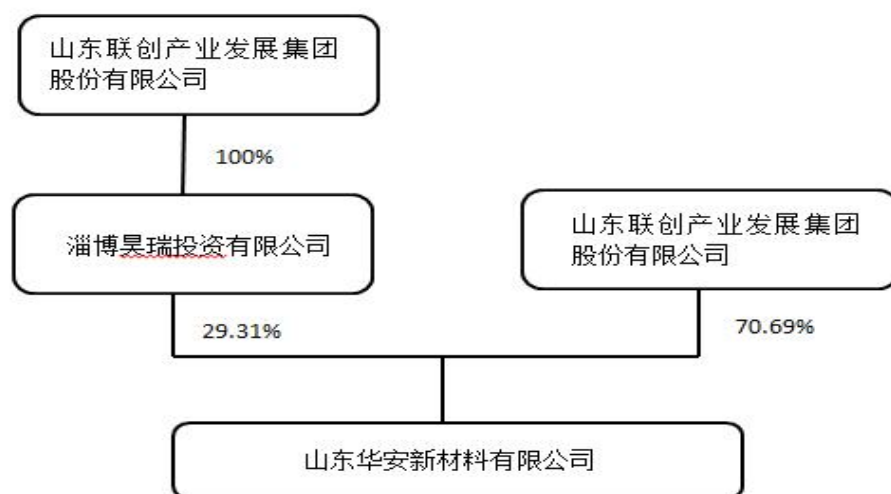 山东联创产业发展集团
股份有限公司
100%
淄博昊瑞投资有限公司
山东联创产业发展集团
股份有限公司
29.31%
70.69%
山东华安新材料有限公司